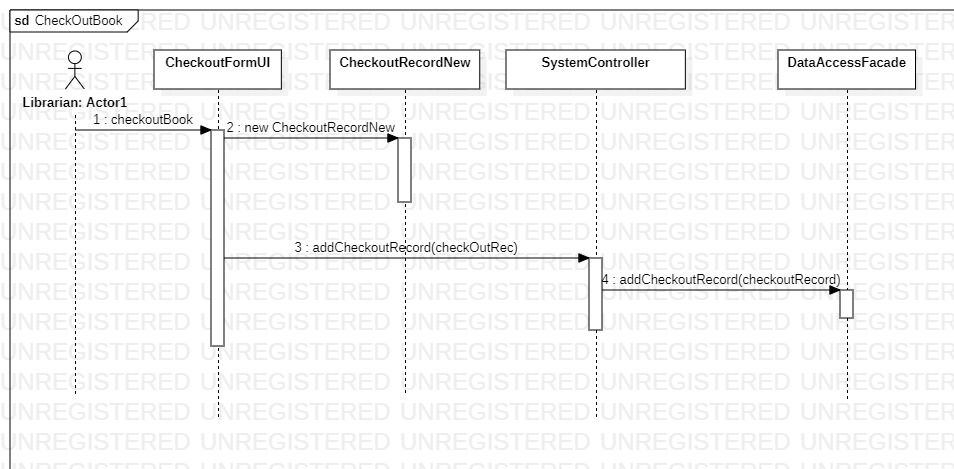 sd CheckOutBook
CheckoutFormUI
CheckoutRecordNew
SystemController
DataAccessFacade
Librarian: Actor1
1 : checkoutBook
2 : new CheckoutRecordNew
3 : addCheckoutRecord(checkOutRec)
4 : addCheckoutRecord(checkoutRecord)
UNREGISTERED UNREGISTERED UNREGISTERED UNREGISTERED UNREGISTERED